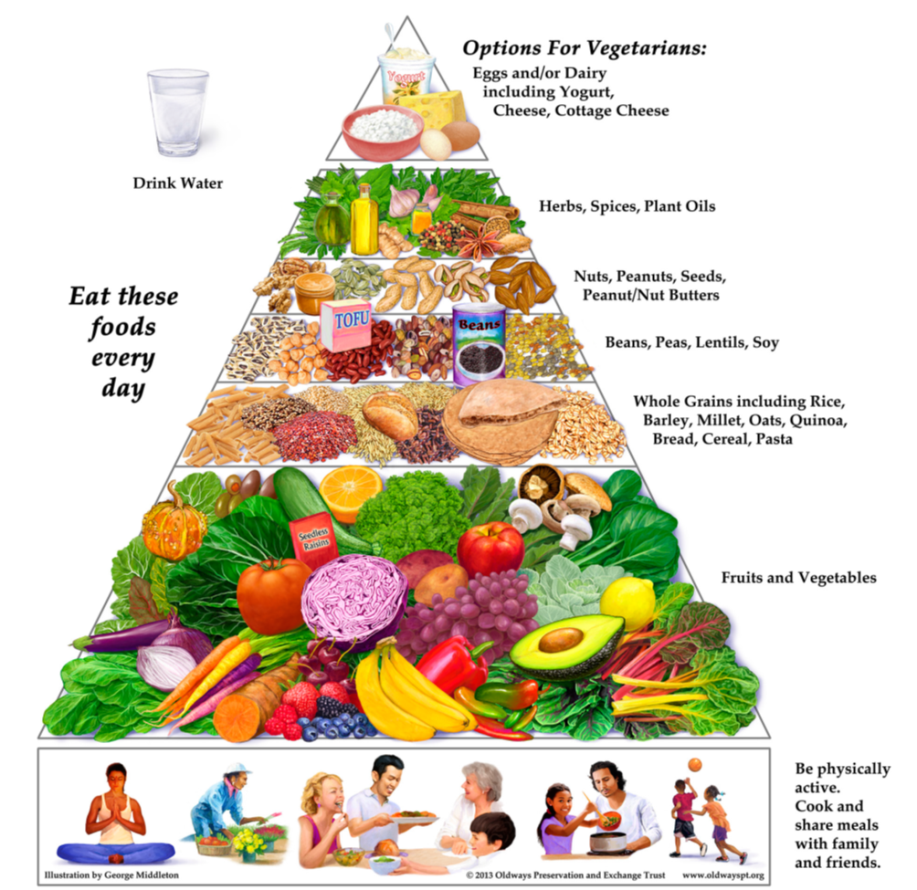 Options For Vegetarians:
Eggs and/or Dairy
including Yogurt,
Cheese, Cottage Cheese
Yogurt
Drink Water
Herbs, Spices, Plant Oils
Eat these
foods
every
day
Nuts, Peanuts, Seeds,
Peanut/Nut Butters
TOFU
Beans
Beans, Peas, Lentils, Soy
Whole Grains including Rice,
Barley, Millet, Oats, Quinoa,
Bread, Cereal, Pasta
Seedless
Raisins
Fruits and Vegetables
Be physically
active.
Cook and
share meals
with family
and friends.
Illustration by George Middleton
© 2013 Oldways Preservation and Exchange Trust
www.oldwayspt.org